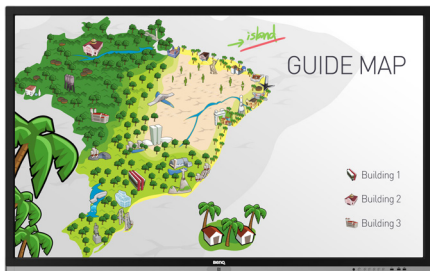 island
GUIDE MAP
Building 1
Building 2
Building 3
BenQ